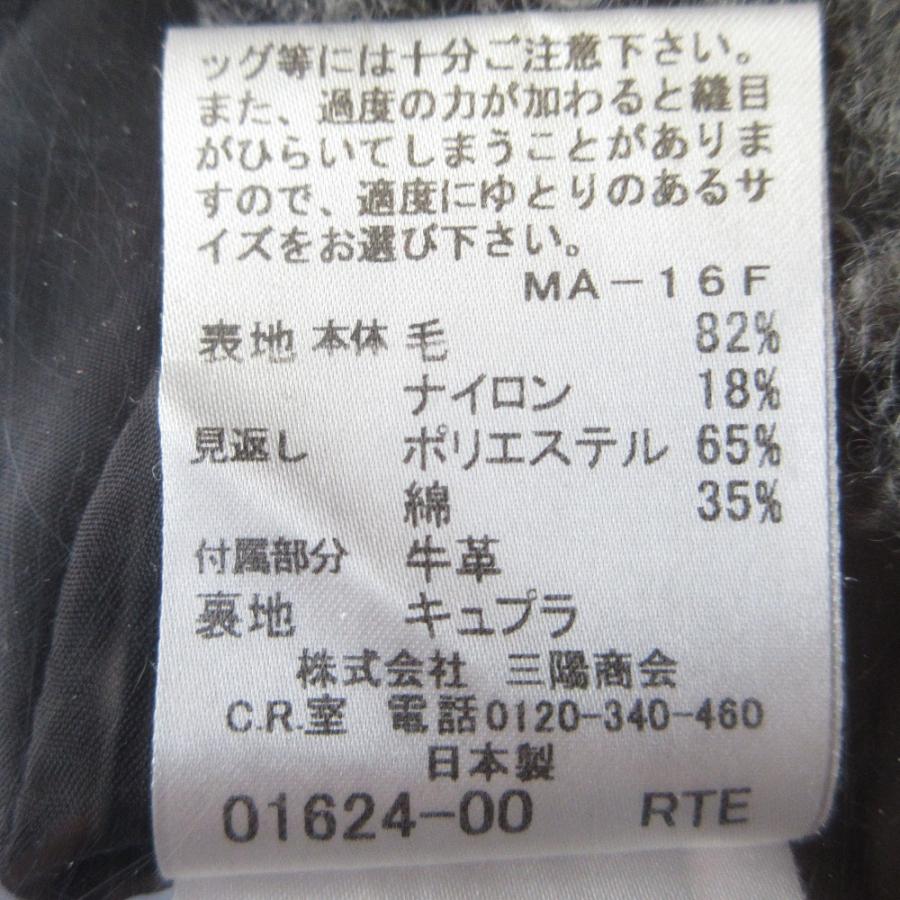 ッグ等には十分ご注意下さい。
また、過度の力が加わると縫目
がひらいてしまうことがありま
すので、適度にゆとりのあるサ
イズをお選び下さい。
MA-16F
表地 本体 毛 82%
ナイロン 18%
見返し ポリエステル 65%
綿 35%
付属部分 牛革
裏地 キュプラ
株式会社 三陽商会
C.R.室 電話0120-340-460
日本製
01624-00 RTE